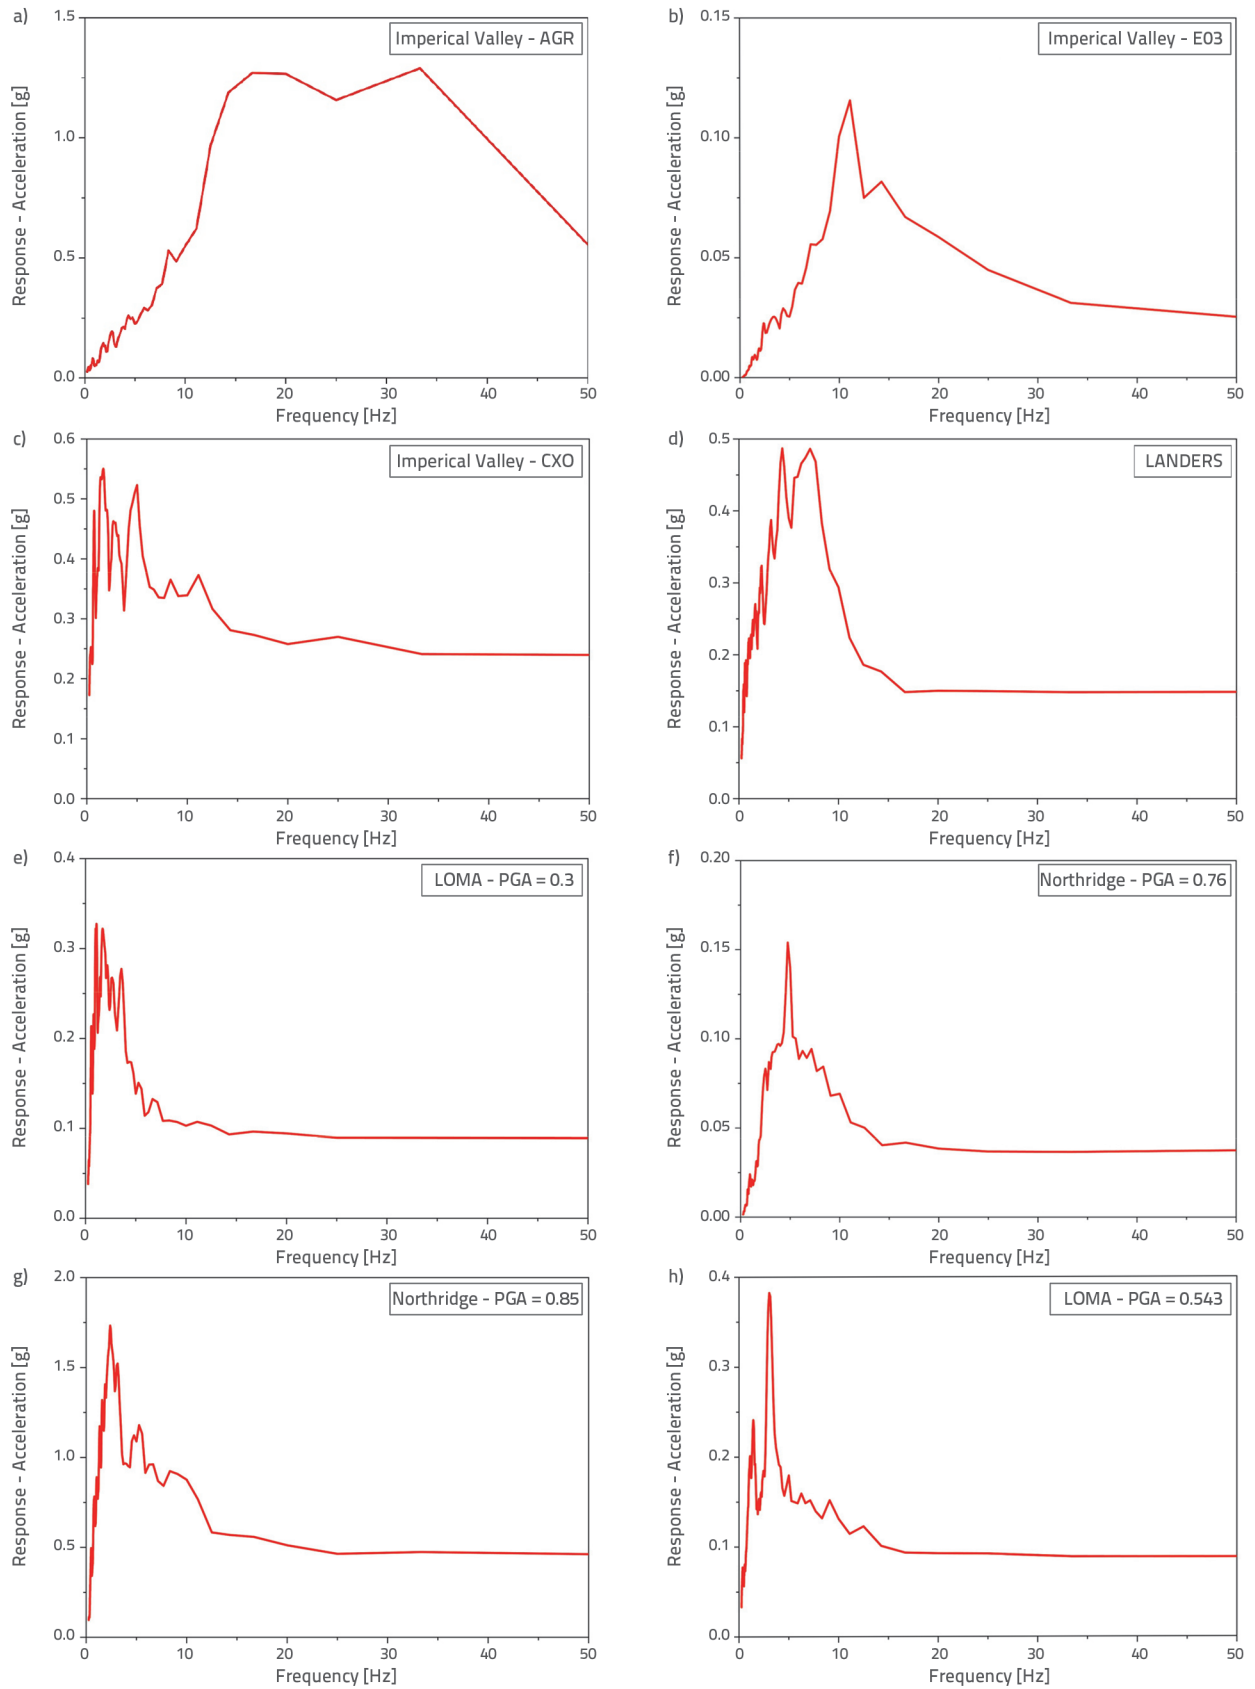 a)
Imperical Valley - AGR
Response - Acceleration [g]
1.5
1.0
0.5
0.0
0 10 20 30 40 50
Frequency [Hz]
b)
Imperical Valley - E03
Response - Acceleration [g]
0.15
0.10
0.05
0.00
0 10 20 30 40 50
Frequency [Hz]
c)
Imperical Valley - CXO
Response - Acceleration [g]
0.6
0.5
0.4
0.3
0.2
0.1
0.0
0 10 20 30 40 50
Frequency [Hz]
d)
LANDERS
Response - Acceleration [g]
0.5
0.4
0.3
0.2
0.1
0.0
0 10 20 30 40 50
Frequency [Hz]
e)
LOMA - PGA = 0.3
Response - Acceleration [g]
0.4
0.3
0.2
0.1
0.0
0 10 20 30 40 50
Frequency [Hz]
f)
Northridge - PGA = 0.76
Response - Acceleration [g]
0.20
0.15
0.10
0.05
0.00
0 10 20 30 40 50
Frequency [Hz]
g)
Northridge - PGA = 0.85
Response - Acceleration [g]
2.0
1.5
1.0
0.5
0.0
0 10 20 30 40 50
Frequency [Hz]
h)
LOMA - PGA = 0.543
Response - Acceleration [g]
0.4
0.3
0.2
0.1
0.0
0 10 20 30 40 50
Frequency [Hz]